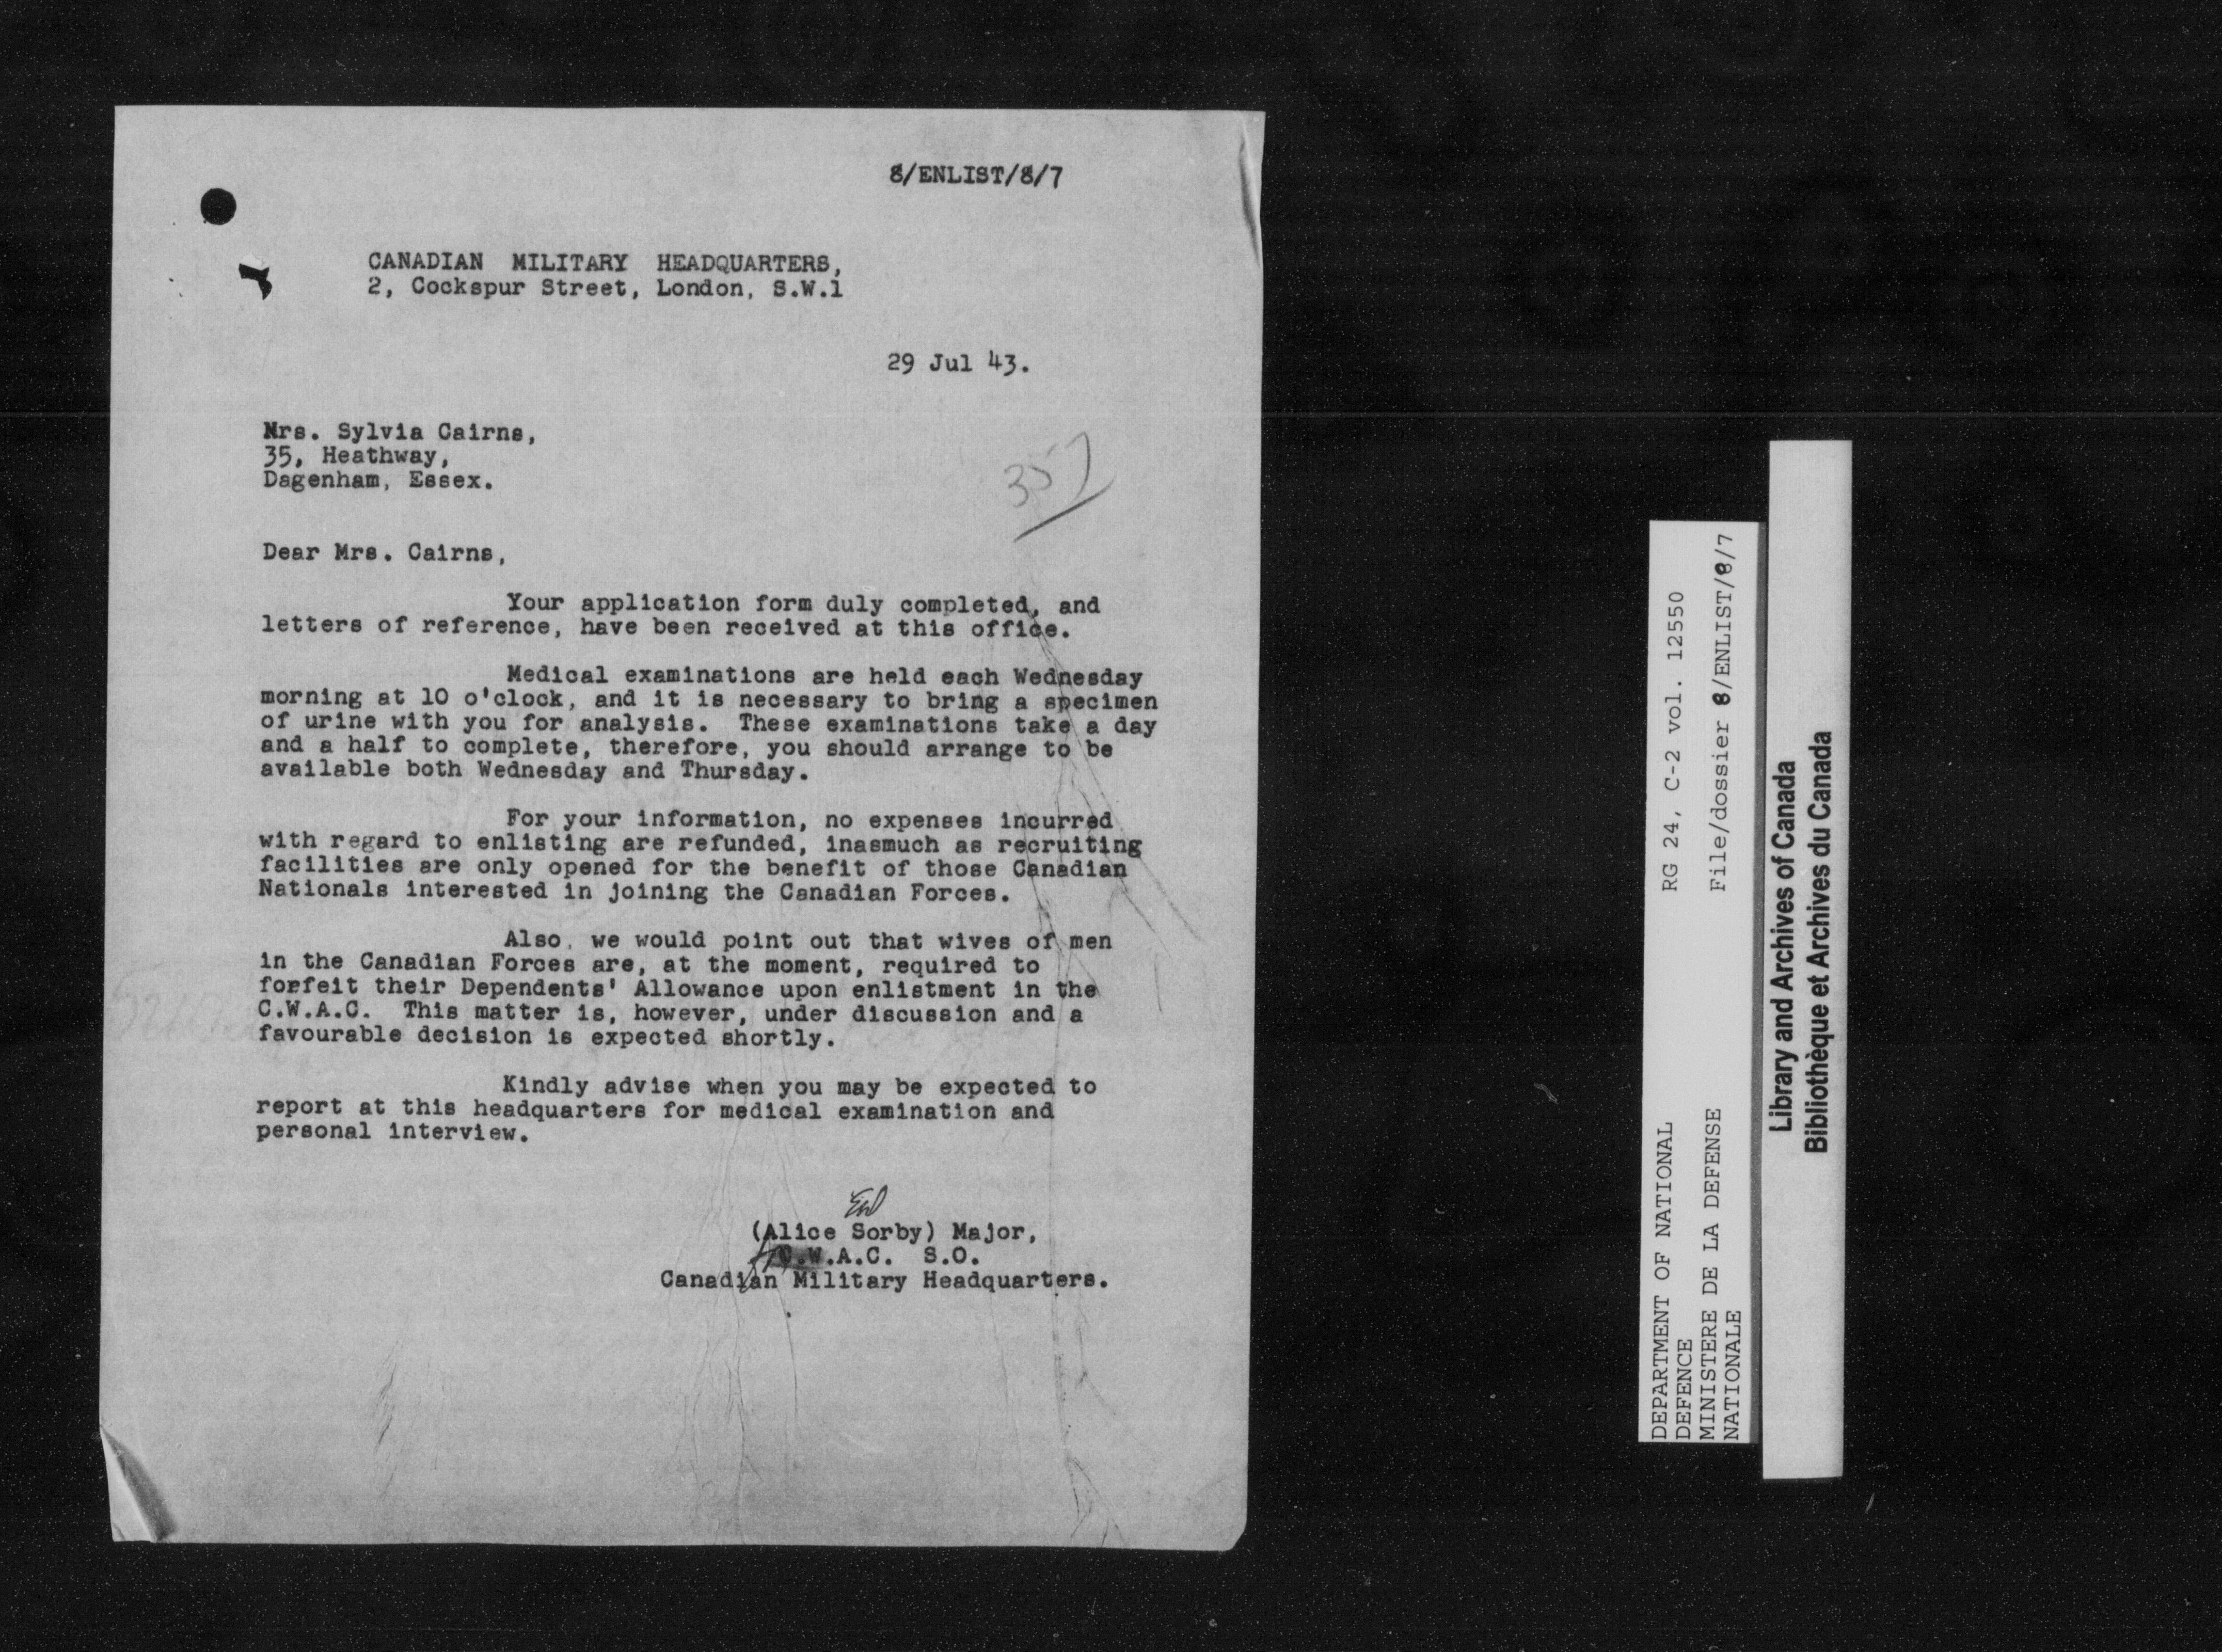 8/ENLIST/8/7
CANADIAN MILITARY HEADQUARTERS,
2, Cockspur Street, London, S.W.1
29 Jul 43.
Mrs. Sylvia Cairns,
35, Heathway,
Dagenham, Essex.
357
Dear Mrs. Cairns,
Your application form duly completed, and
letters of reference, have been received at this office.
Medical examinations are held each Wednesday
morning at 10 o'clock, and it is necessary to bring a specimen
of urine with you for analysis. These examinations take a day
and a half to complete, therefore, you should arrange to be
available both Wednesday and Thursday.
For your information, no expenses incurred
with regard to enlisting are refunded, inasmuch as recruiting
facilities are only opened for the benefit of those Canadian
Nationals interested in joining the Canadian Forces.
Also, we would point out that wives of men
in the Canadian Forces are, at the moment, required to
forfeit their Dependents' Allowance upon enlistment in the
C.W.A.C. This matter is, however, under discussion and a
favourable decision is expected shortly.
Kindly advise when you may be expected to
report at this headquarters for medical examination and
personal interview.
(Alice Sorby) Major,
C.W.A.C. S.O.
Canadian Military Headquarters.
DEPARTMENT OF NATIONAL RG 24, C-2 vol. 12550
DEFENCE
MINISTERE DE LA DEFENSE File/dossier 8/ENLIST/8/7
NATIONALE
Library and Archives of Canada
Bibliothèque et Archives du Canada